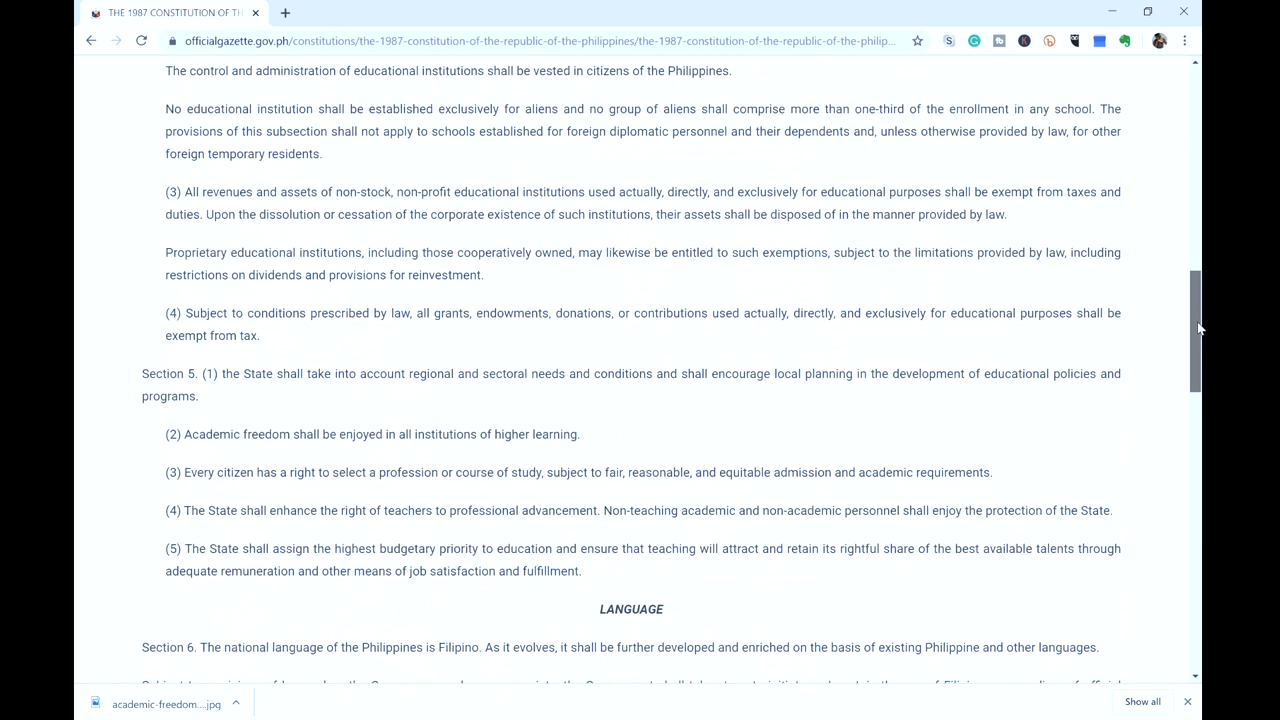 THE 1987 CONSTITUTION OF TH
officialgazette.gov.ph/constitutions/the-1987-constitution-of-the-republic-of-the-philippines/the-1987-constitution-of-the-republic-of-the-philip...
The control and administration of educational institutions shall be vested in citizens of the Philippines.
No educational institution shall be established exclusively for aliens and no group of aliens shall comprise more than one-third of the enrollment in any school. The
provisions of this subsection shall not apply to schools established for foreign diplomatic personnel and their dependents and, unless otherwise provided by law, for other
foreign temporary residents.
(3) All revenues and assets of non-stock, non-profit educational institutions used actually, directly, and exclusively for educational purposes shall be exempt from taxes and
duties. Upon the dissolution or cessation of the corporate existence of such institutions, their assets shall be disposed of in the manner provided by law.
Proprietary educational institutions, including those cooperatively owned, may likewise be entitled to such exemptions, subject to the limitations provided by law, including
restrictions on dividends and provisions for reinvestment.
(4) Subject to conditions prescribed by law, all grants, endowments, donations, or contributions used actually, directly, and exclusively for educational purposes shall be
exempt from tax.
Section 5. (1) the State shall take into account regional and sectoral needs and conditions and shall encourage local planning in the development of educational policies and
programs.
(2) Academic freedom shall be enjoyed in all institutions of higher learning.
(3) Every citizen has a right to select a profession or course of study, subject to fair, reasonable, and equitable admission and academic requirements.
(4) The State shall enhance the right of teachers to professional advancement. Non-teaching academic and non-academic personnel shall enjoy the protection of the State.
(5) The State shall assign the highest budgetary priority to education and ensure that teaching will attract and retain its rightful share of the best available talents through
adequate remuneration and other means of job satisfaction and fulfillment.
LANGUAGE
Section 6. The national language of the Philippines is Filipino. As it evolves, it shall be further developed and enriched on the basis of existing Philippine and other languages.
academic-freedom....jpg
Show all